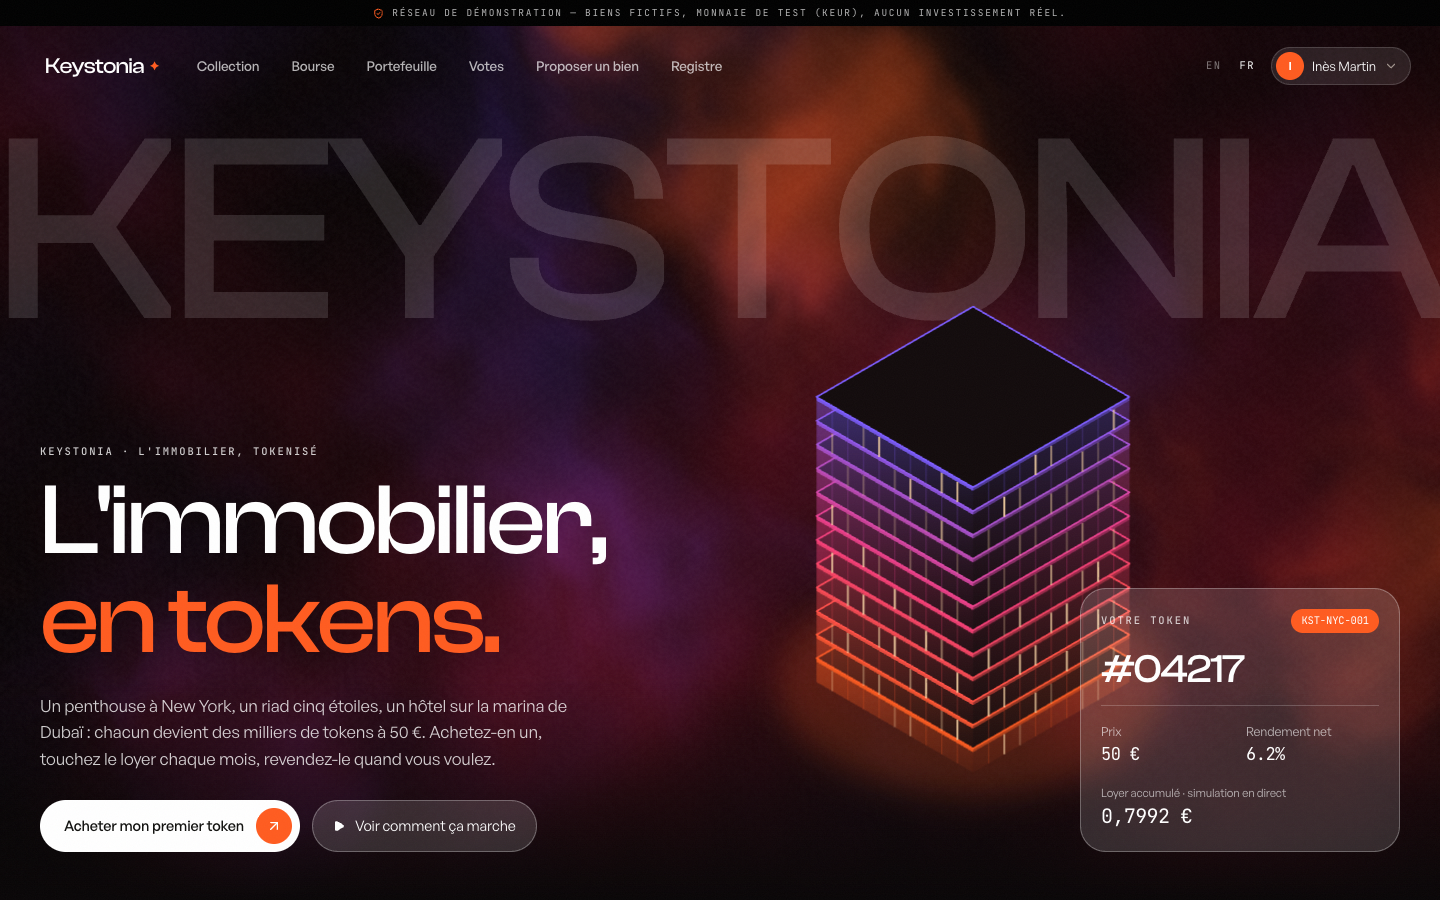 RÉSEAU DE DÉMONSTRATION — BIENS FICTIFS, MONNAIE DE TEST (KEUR), AUCUN INVESTISSEMENT RÉEL.
Keystonia Collection Bourse Portefeuille Votes Proposer un bien Registre EN FR I Inès Martin
KEYSTONIA
KEYSTONIA · L'IMMOBILIER, TOKENISÉ
L'immobilier,
en tokens.
Un penthouse à New York, un riad cinq étoiles, un hôtel sur la marina de
Dubaï : chacun devient des milliers de tokens à 50 €. Achetez-en un,
touchez le loyer chaque mois, revendez-le quand vous voulez.
Acheter mon premier token
Voir comment ça marche
VOTRE TOKEN KST-NYC-001
#04217
Prix Rendement net
50 € 6.2%
Loyer accumulé · simulation en direct
0,7992 €